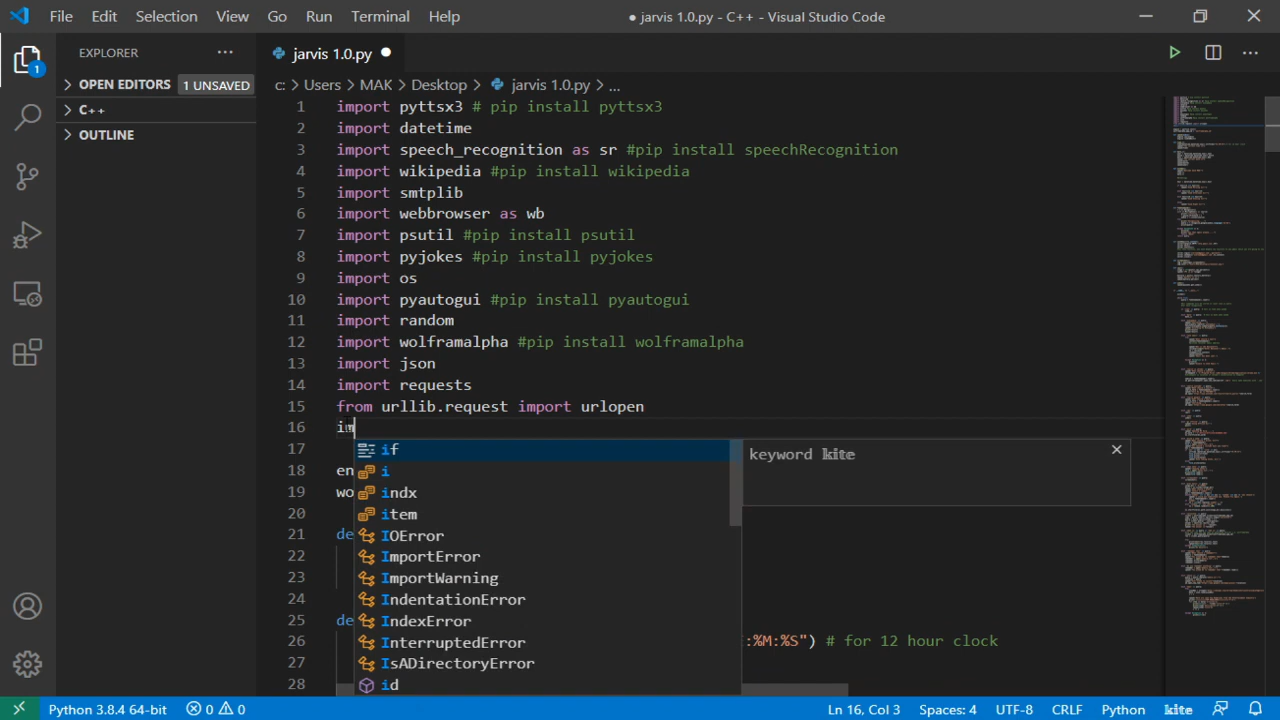 File Edit Selection View Go Run Terminal Help ● jarvis 1.0.py - C++ - Visual Studio Code
EXPLORER ...
jarvis 1.0.py ●
1
OPEN EDITORS 1 UNSAVED
C++
OUTLINE
c: > Users > MAK > Desktop > jarvis 1.0.py > ...
1 import pyttsx3 # pip install pyttsx3
2 import datetime
3 import speech_recognition as sr #pip install speechRecognition
4 import wikipedia #pip install wikipedia
5 import smtplib
6 import webbrowser as wb
7 import psutil #pip install psutil
8 import pyjokes #pip install pyjokes
9 import os
10 import pyautogui #pip install pyautogui
11 import random
12 import wolframalpha #pip install wolframalpha
13 import json
14 import requests
15 from urllib.request import urlopen
16 im
17
18 en
19 wo
20
21 de
22
23
24
25 de
26 :%M:%S") # for 12 hour clock
27
28
if
i
indx
item
IOError
ImportError
ImportWarning
IndentationError
IndexError
InterruptedError
IsADirectoryError
id
keyword kite
Python 3.8.4 64-bit 0 0 Ln 16, Col 3 Spaces: 4 UTF-8 CRLF Python kite